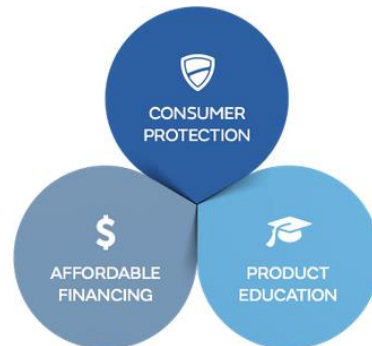 CONSUMER
PROTECTION
$
AFFORDABLE
FINANCING
PRODUCT
EDUCATION